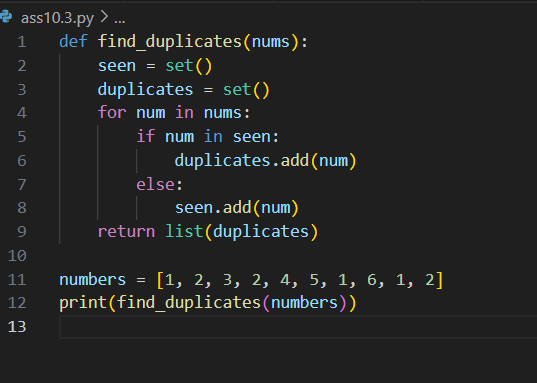 ass10.3.py > ...
1 def find_duplicates(nums):
2     seen = set()
3     duplicates = set()
4     for num in nums:
5         if num in seen:
6             duplicates.add(num)
7         else:
8             seen.add(num)
9     return list(duplicates)
10
11 numbers = [1, 2, 3, 2, 4, 5, 1, 6, 1, 2]
12 print(find_duplicates(numbers))
13